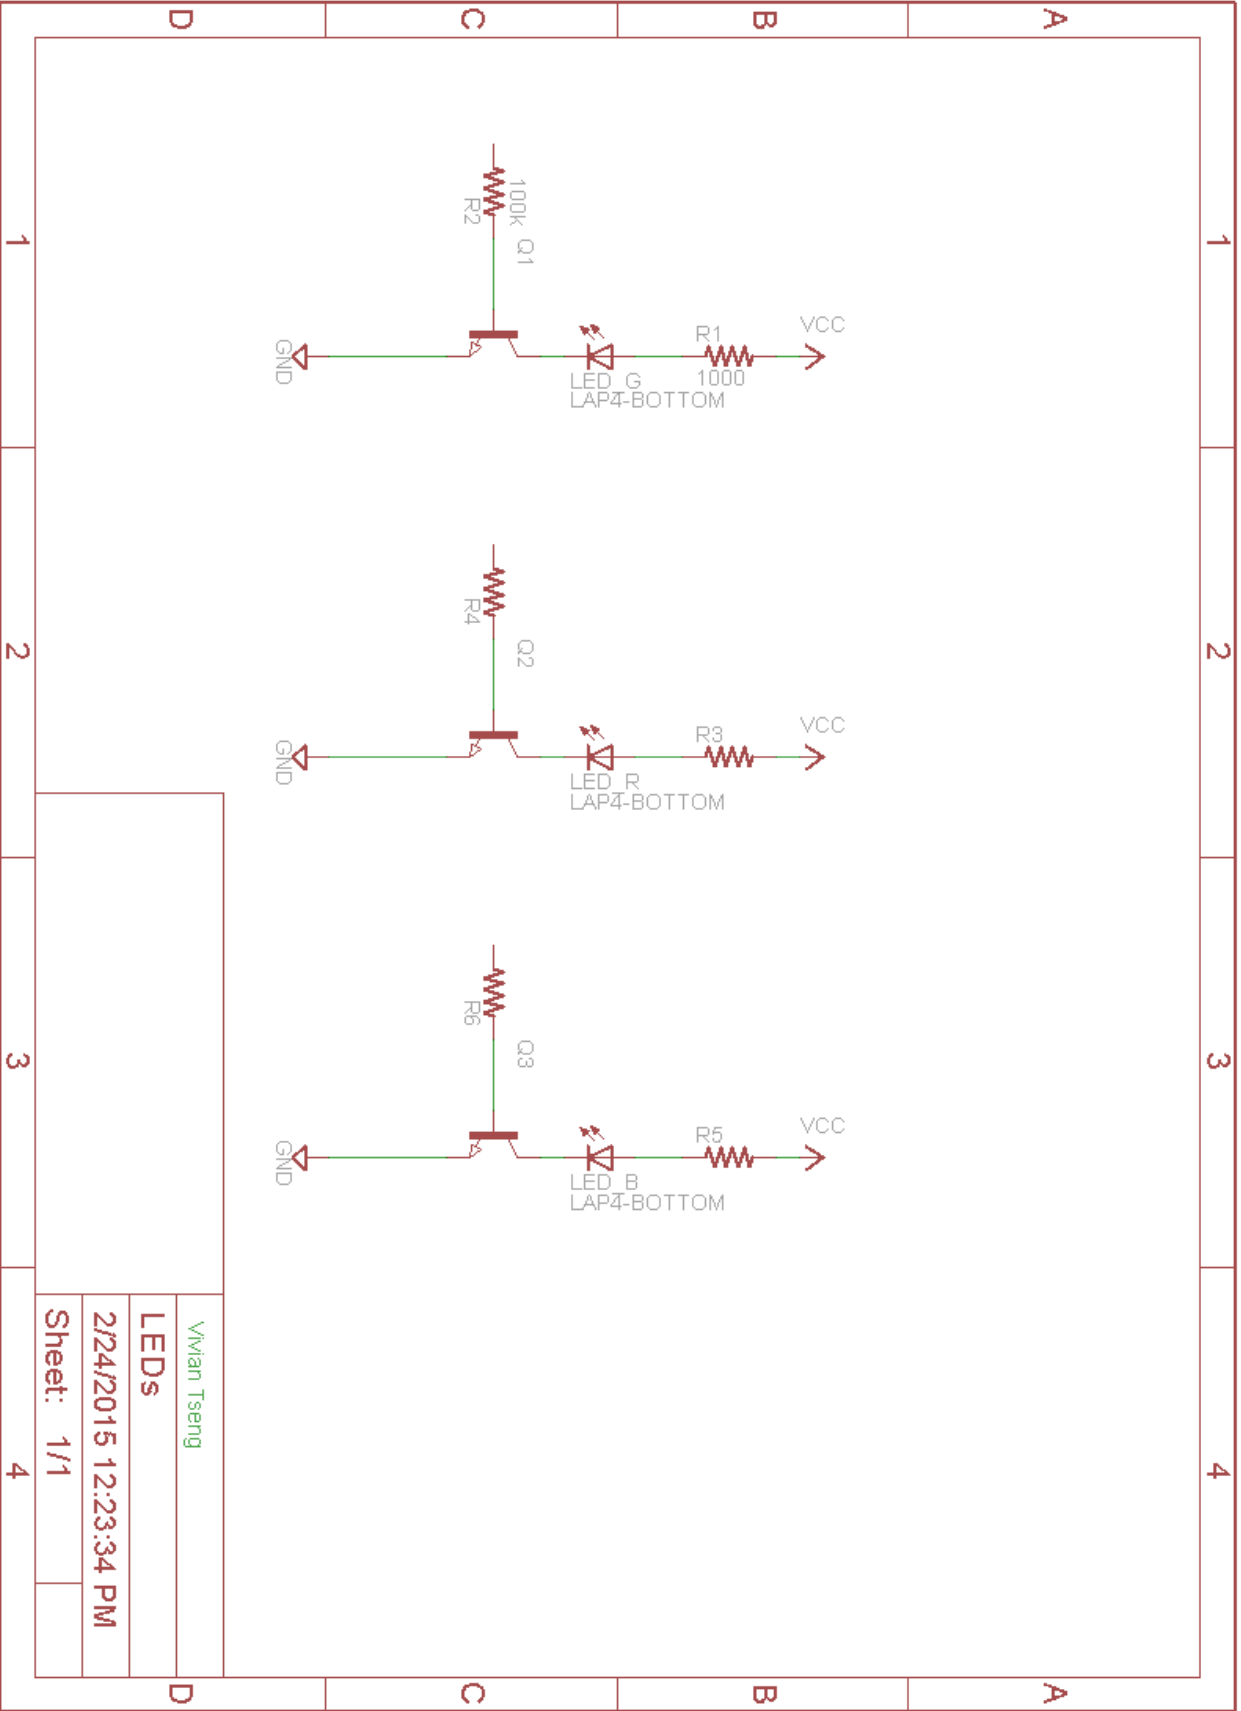 D
C
B
A
1
1
100k
R2
Q1
GND
LED_G
LAP4-BOTTOM
R1
1000
VCC
2
2
R4
Q2
GND
LED_R
LAP4-BOTTOM
R3
VCC
3
3
R6
Q3
GND
LED_B
LAP4-BOTTOM
R5
VCC
4
4
Vivian Tseng
LEDs
2/24/2015 12:23:34 PM
Sheet: 1/1
D
C
B
A